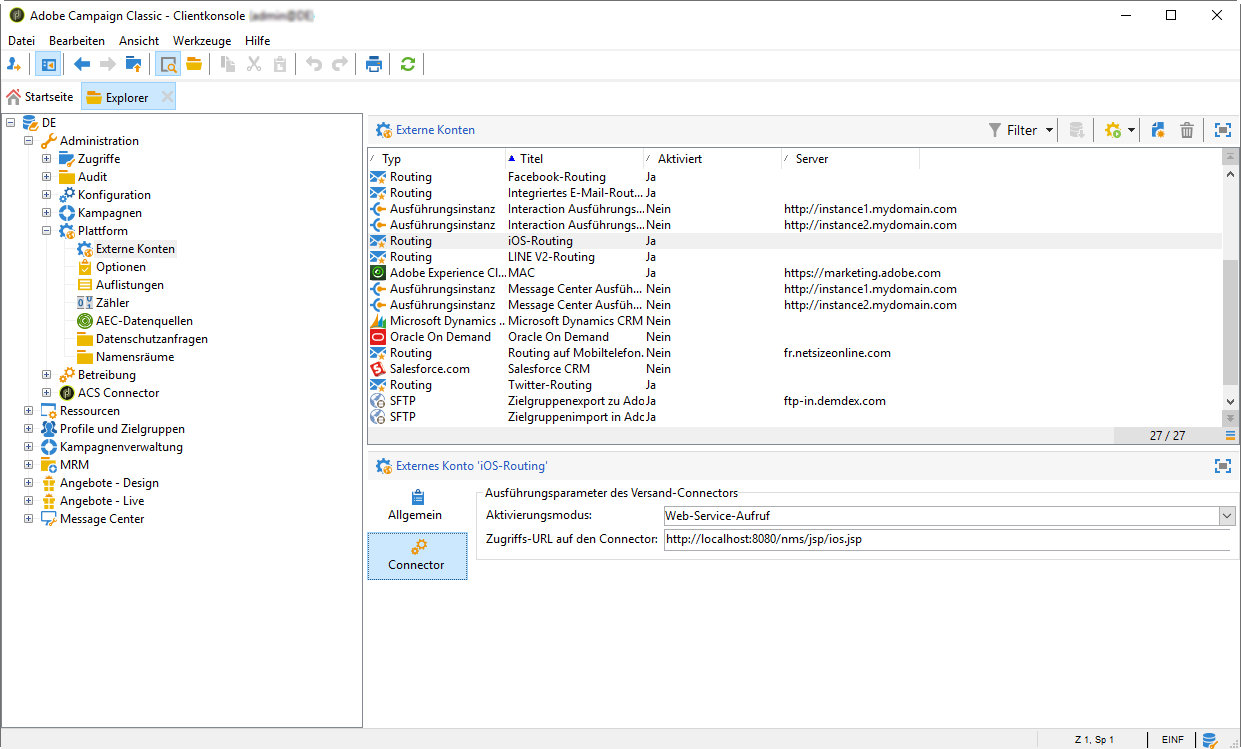 Adobe Campaign Classic - Clientkonsole
Datei Bearbeiten Ansicht Werkzeuge Hilfe
Startseite Explorer
DE
Administration
Zugriffe
Audit
Konfiguration
Kampagnen
Plattform
Externe Konten
Optionen
Auflistungen
Zähler
AEC-Datenquellen
Datenschutzanfragen
Namensräume
Betreibung
ACS Connector
Ressourcen
Profile und Zielgruppen
Kampagnenverwaltung
MRM
Angebote - Design
Angebote - Live
Message Center
Externe Konten Filter
Typ Titel Aktiviert Server
Routing Facebook-Routing Ja
Routing Integriertes E-Mail-Rout... Ja
Ausführungsinstanz Interaction Ausführungs... Nein http://instance1.mydomain.com
Ausführungsinstanz Interaction Ausführungs... Nein http://instance2.mydomain.com
Routing iOS-Routing Ja
Routing LINE V2-Routing Ja
Adobe Experience Cl... MAC Ja https://marketing.adobe.com
Ausführungsinstanz Message Center Ausfüh... Nein http://instance1.mydomain.com
Ausführungsinstanz Message Center Ausfüh... Nein http://instance2.mydomain.com
Microsoft Dynamics ... Microsoft Dynamics CRM Nein
Oracle On Demand Oracle On Demand Nein
Routing Routing auf Mobiltelefon. Nein fr.netsizeonline.com
Salesforce.com Salesforce CRM Nein
Routing Twitter-Routing Ja
SFTP Zielgruppenexport zu Ado Ja ftp-in.demdex.com
SFTP Zielgruppenimport in Adc Ja
27 / 27
Externes Konto 'iOS-Routing'
Allgemein
Connector
Ausführungsparameter des Versand-Connectors
Aktivierungsmodus: Web-Service-Aufruf
Zugriffs-URL auf den Connector: http://localhost:8080/nms/jsp/ios.jsp
Z 1, Sp 1 EINF